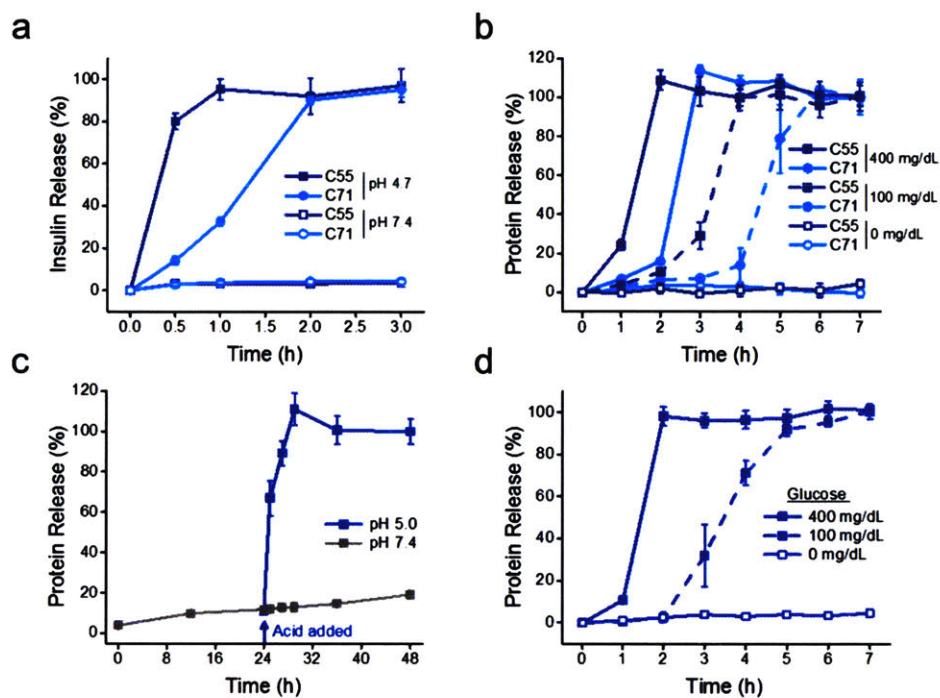 a
Insulin Release (%)
100
80
60
40
20
0
0.0 0.5 1.0 1.5 2.0 2.5 3.0
Time (h)
C55
C71
pH 4.7
C55
C71
pH 7.4
b
Protein Release (%)
120
100
80
60
40
20
0
0 1 2 3 4 5 6 7
Time (h)
C55
C71
400 mg/dL
C55
C71
100 mg/dL
C55
C71
0 mg/dL
c
Protein Release (%)
120
100
80
60
40
20
0
0 8 16 24 32 40 48
Time (h)
pH 5.0
pH 7.4
Acid added
d
Protein Release (%)
120
100
80
60
40
20
0
0 1 2 3 4 5 6 7
Time (h)
Glucose
400 mg/dL
100 mg/dL
0 mg/dL